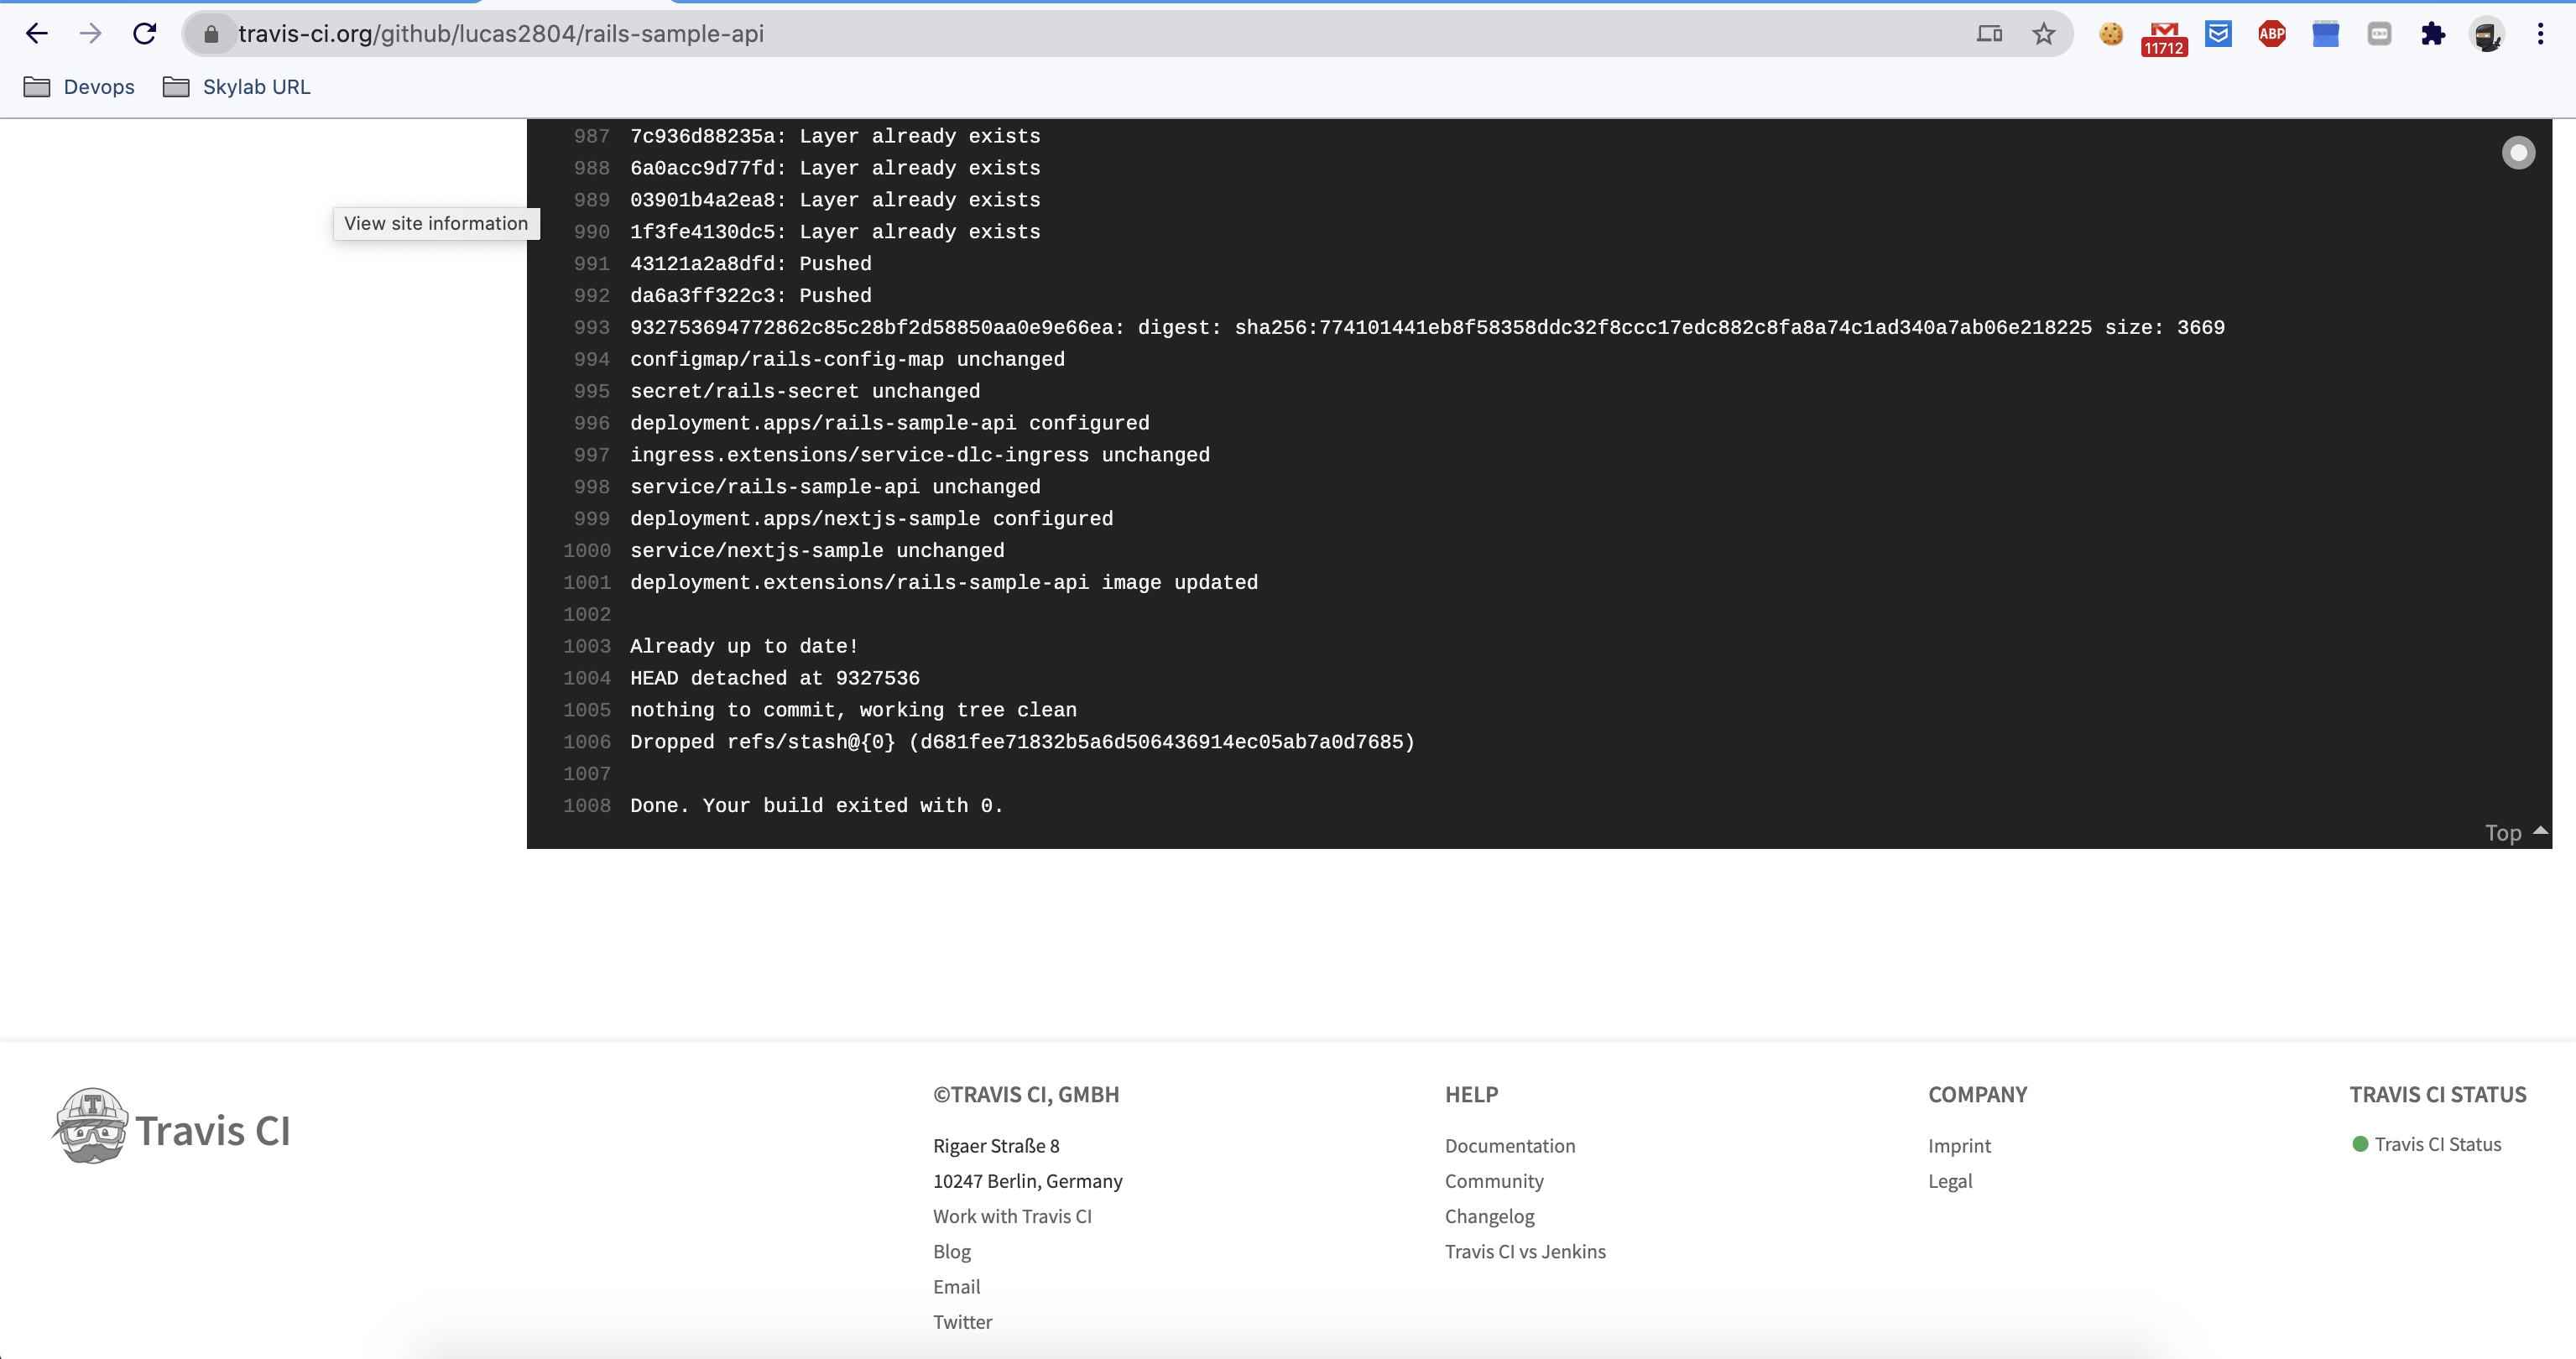 travis-ci.org/github/lucas2804/rails-sample-api
11712
ABP
Devops
Skylab URL
View site information
987 7c936d88235a: Layer already exists
988 6a0acc9d77fd: Layer already exists
989 03901b4a2ea8: Layer already exists
990 1f3fe4130dc5: Layer already exists
991 43121a2a8dfd: Pushed
992 da6a3ff322c3: Pushed
993 932753694772862c85c28bf2d58850aa0e9e66ea: digest: sha256:774101441eb8f58358ddc32f8ccc17edc882c8fa8a74c1ad340a7ab06e218225 size: 3669
994 configmap/rails-config-map unchanged
995 secret/rails-secret unchanged
996 deployment.apps/rails-sample-api configured
997 ingress.extensions/service-dlc-ingress unchanged
998 service/rails-sample-api unchanged
999 deployment.apps/nextjs-sample configured
1000 service/nextjs-sample unchanged
1001 deployment.extensions/rails-sample-api image updated
1002
1003 Already up to date!
1004 HEAD detached at 9327536
1005 nothing to commit, working tree clean
1006 Dropped refs/stash@{0} (d681fee71832b5a6d506436914ec05ab7a0d7685)
1007
1008 Done. Your build exited with 0.
Top
T
Travis CI
©TRAVIS CI, GMBH
Rigaer Straße 8
10247 Berlin, Germany
Work with Travis CI
Blog
Email
Twitter
HELP
Documentation
Community
Changelog
Travis CI vs Jenkins
COMPANY
Imprint
Legal
TRAVIS CI STATUS
Travis CI Status